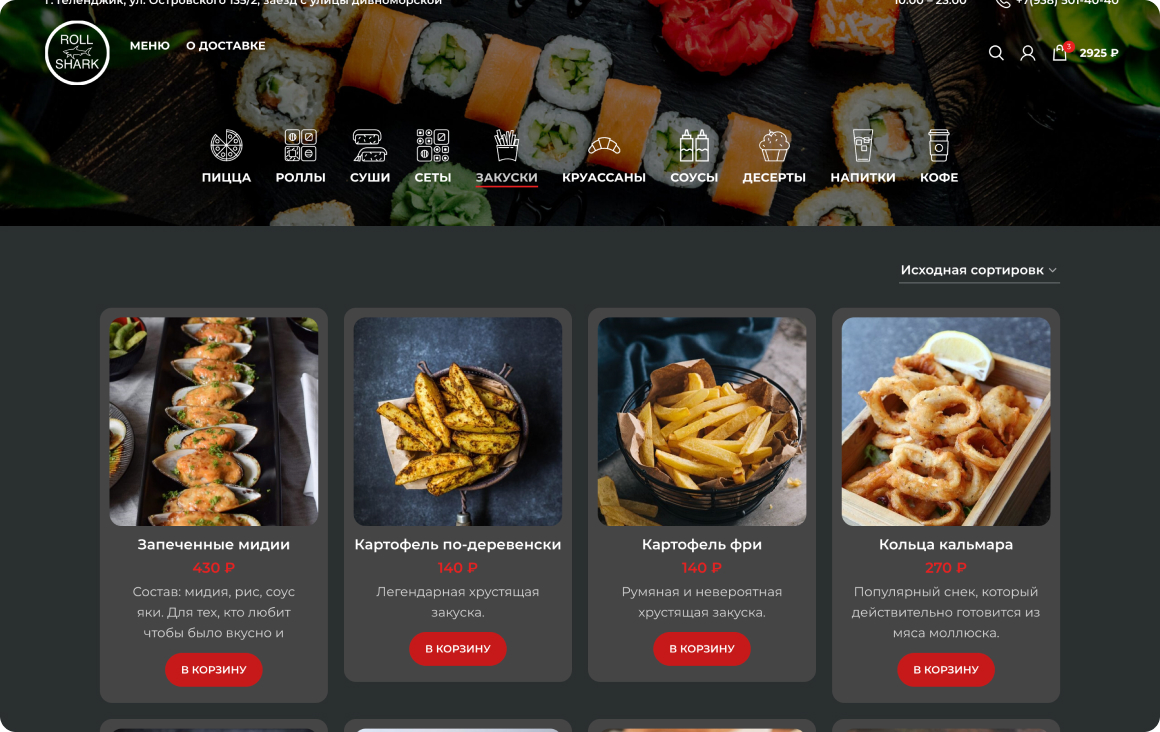 г. Геленджик, ул. Островского 135/2, заезд с улицы Дивноморской
10:00 – 23:00
+7(938) 501-40-40
ROLL
SHARK
МЕНЮ
О ДОСТАВКЕ
3
2925 ₽
ПИЦЦА
РОЛЛЫ
СУШИ
СЕТЫ
ЗАКУСКИ
КРУАССАНЫ
СОУСЫ
ДЕСЕРТЫ
НАПИТКИ
КОФЕ
Исходная сортировк
Запеченные мидии
430 ₽
Состав: мидия, рис, соус
яки. Для тех, кто любит
чтобы было вкусно и
В КОРЗИНУ
Картофель по-деревенски
140 ₽
Легендарная хрустящая
закуска.
В КОРЗИНУ
Картофель фри
140 ₽
Румяная и невероятная
хрустящая закуска.
В КОРЗИНУ
Кольца кальмара
270 ₽
Популярный снек, который
действительно готовится из
мяса моллюска.
В КОРЗИНУ